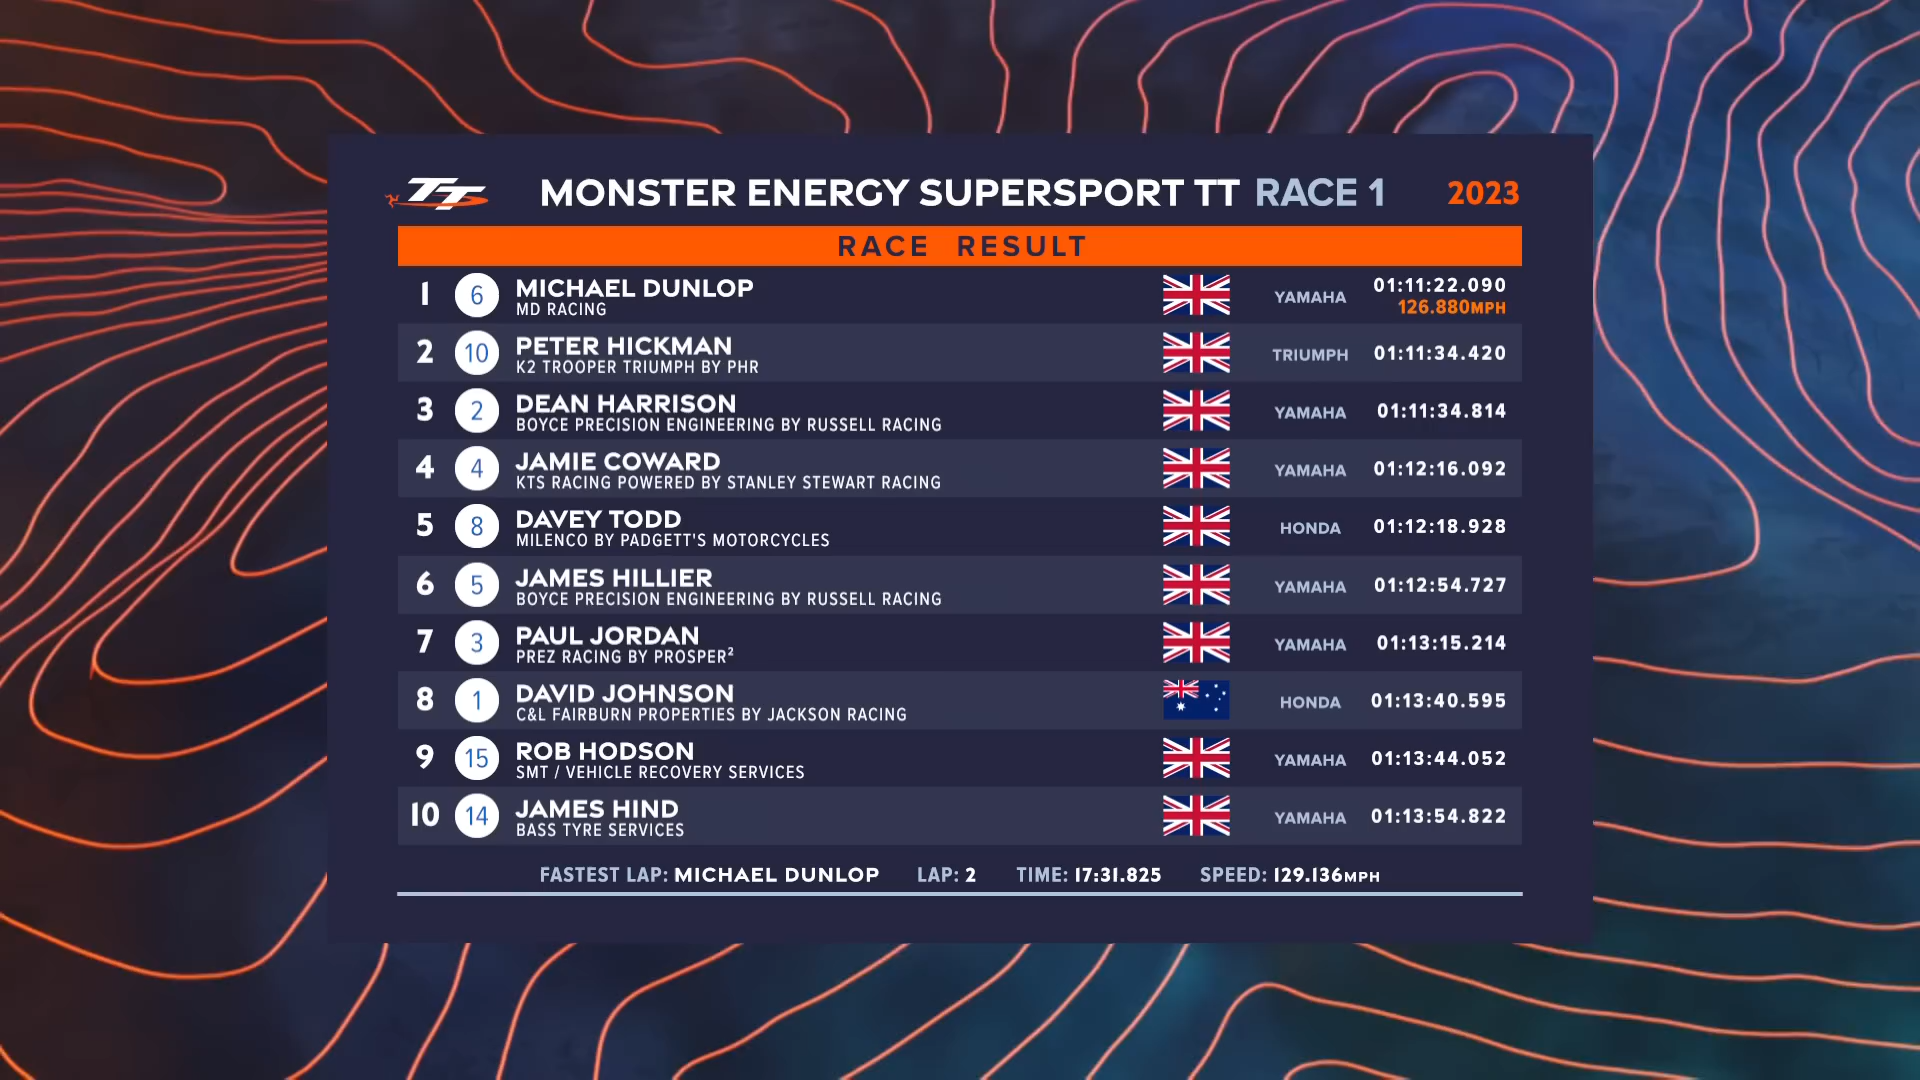 TT MONSTER ENERGY SUPERSPORT TT RACE 1 2023
RACE RESULT
1 6 MICHAEL DUNLOP YAMAHA 01:11:22.090
MD RACING 126.880MPH
2 10 PETER HICKMAN TRIUMPH 01:11:34.420
K2 TROOPER TRIUMPH BY PHR
3 2 DEAN HARRISON YAMAHA 01:11:34.814
BOYCE PRECISION ENGINEERING BY RUSSELL RACING
4 4 JAMIE COWARD YAMAHA 01:12:16.092
KTS RACING POWERED BY STANLEY STEWART RACING
5 8 DAVEY TODD HONDA 01:12:18.928
MILENCO BY PADGETT'S MOTORCYCLES
6 5 JAMES HILLIER YAMAHA 01:12:54.727
BOYCE PRECISION ENGINEERING BY RUSSELL RACING
7 3 PAUL JORDAN YAMAHA 01:13:15.214
PREZ RACING BY PROSPER²
8 1 DAVID JOHNSON HONDA 01:13:40.595
C&L FAIRBURN PROPERTIES BY JACKSON RACING
9 15 ROB HODSON YAMAHA 01:13:44.052
SMT / VEHICLE RECOVERY SERVICES
10 14 JAMES HIND YAMAHA 01:13:54.822
BASS TYRE SERVICES
FASTEST LAP: MICHAEL DUNLOP LAP: 2 TIME: 17:31.825 SPEED: 129.136MPH